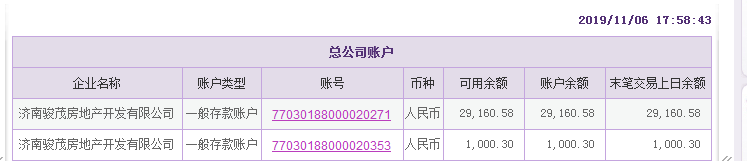 2019/11/06 17:58:43
总公司账户
企业名称 账户类型 账号 币种 可用余额 账户余额 末笔交易上日余额
济南骏茂房地产开发有限公司 一般存款账户 77030188000020271 人民币 29,160.58 29,160.58 29,160.58
济南骏茂房地产开发有限公司 一般存款账户 77030188000020353 人民币 1,000.30 1,000.30 1,000.30